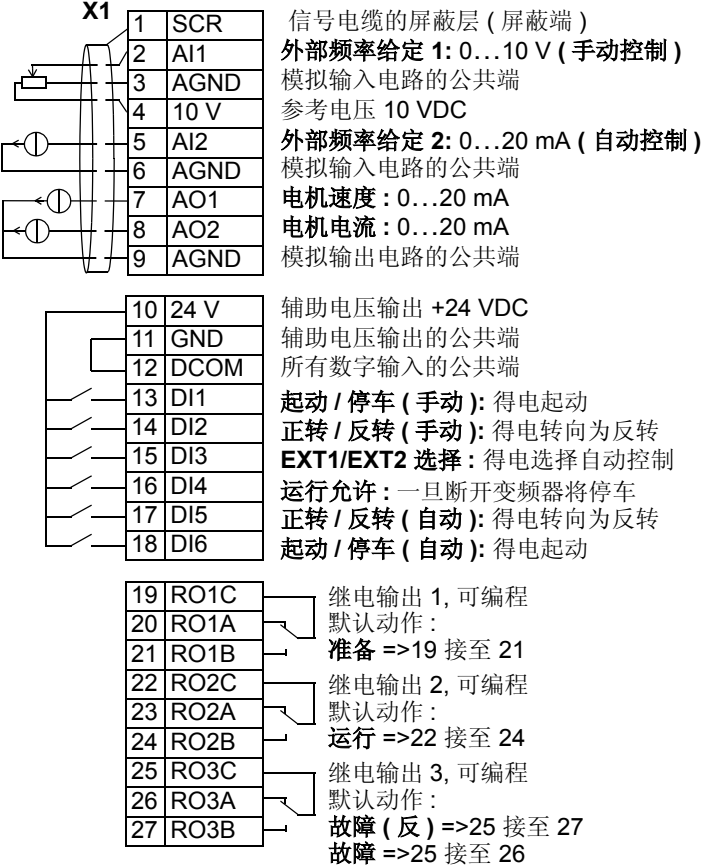 X1
1 SCR 信号电缆的屏蔽层 ( 屏蔽端 )
2 AI1 外部频率给定 1: 0…10 V ( 手动控制 )
3 AGND 模拟输入电路的公共端
4 10 V 参考电压 10 VDC
5 AI2 外部频率给定 2: 0…20 mA ( 自动控制 )
6 AGND 模拟输入电路的公共端
7 AO1 电机速度 : 0…20 mA
8 AO2 电机电流 : 0…20 mA
9 AGND 模拟输出电路的公共端
10 24 V 辅助电压输出 +24 VDC
11 GND 辅助电压输出的公共端
12 DCOM 所有数字输入的公共端
13 DI1 起动 / 停车 ( 手动 ): 得电起动
14 DI2 正转 / 反转 ( 手动 ): 得电转向为反转
15 DI3 EXT1/EXT2 选择 : 得电选择自动控制
16 DI4 运行允许 : 一旦断开变频器将停车
17 DI5 正转 / 反转 ( 自动 ): 得电转向为反转
18 DI6 起动 / 停车 ( 自动 ): 得电起动
19 RO1C 继电输出 1, 可编程
20 RO1A 默认动作 :
21 RO1B 准备 =>19 接至 21
22 RO2C 继电输出 2, 可编程
23 RO2A 默认动作 :
24 RO2B 运行 =>22 接至 24
25 RO3C 继电输出 3, 可编程
26 RO3A 默认动作 :
27 RO3B 故障 ( 反 ) =>25 接至 27
故障 =>25 接至 26